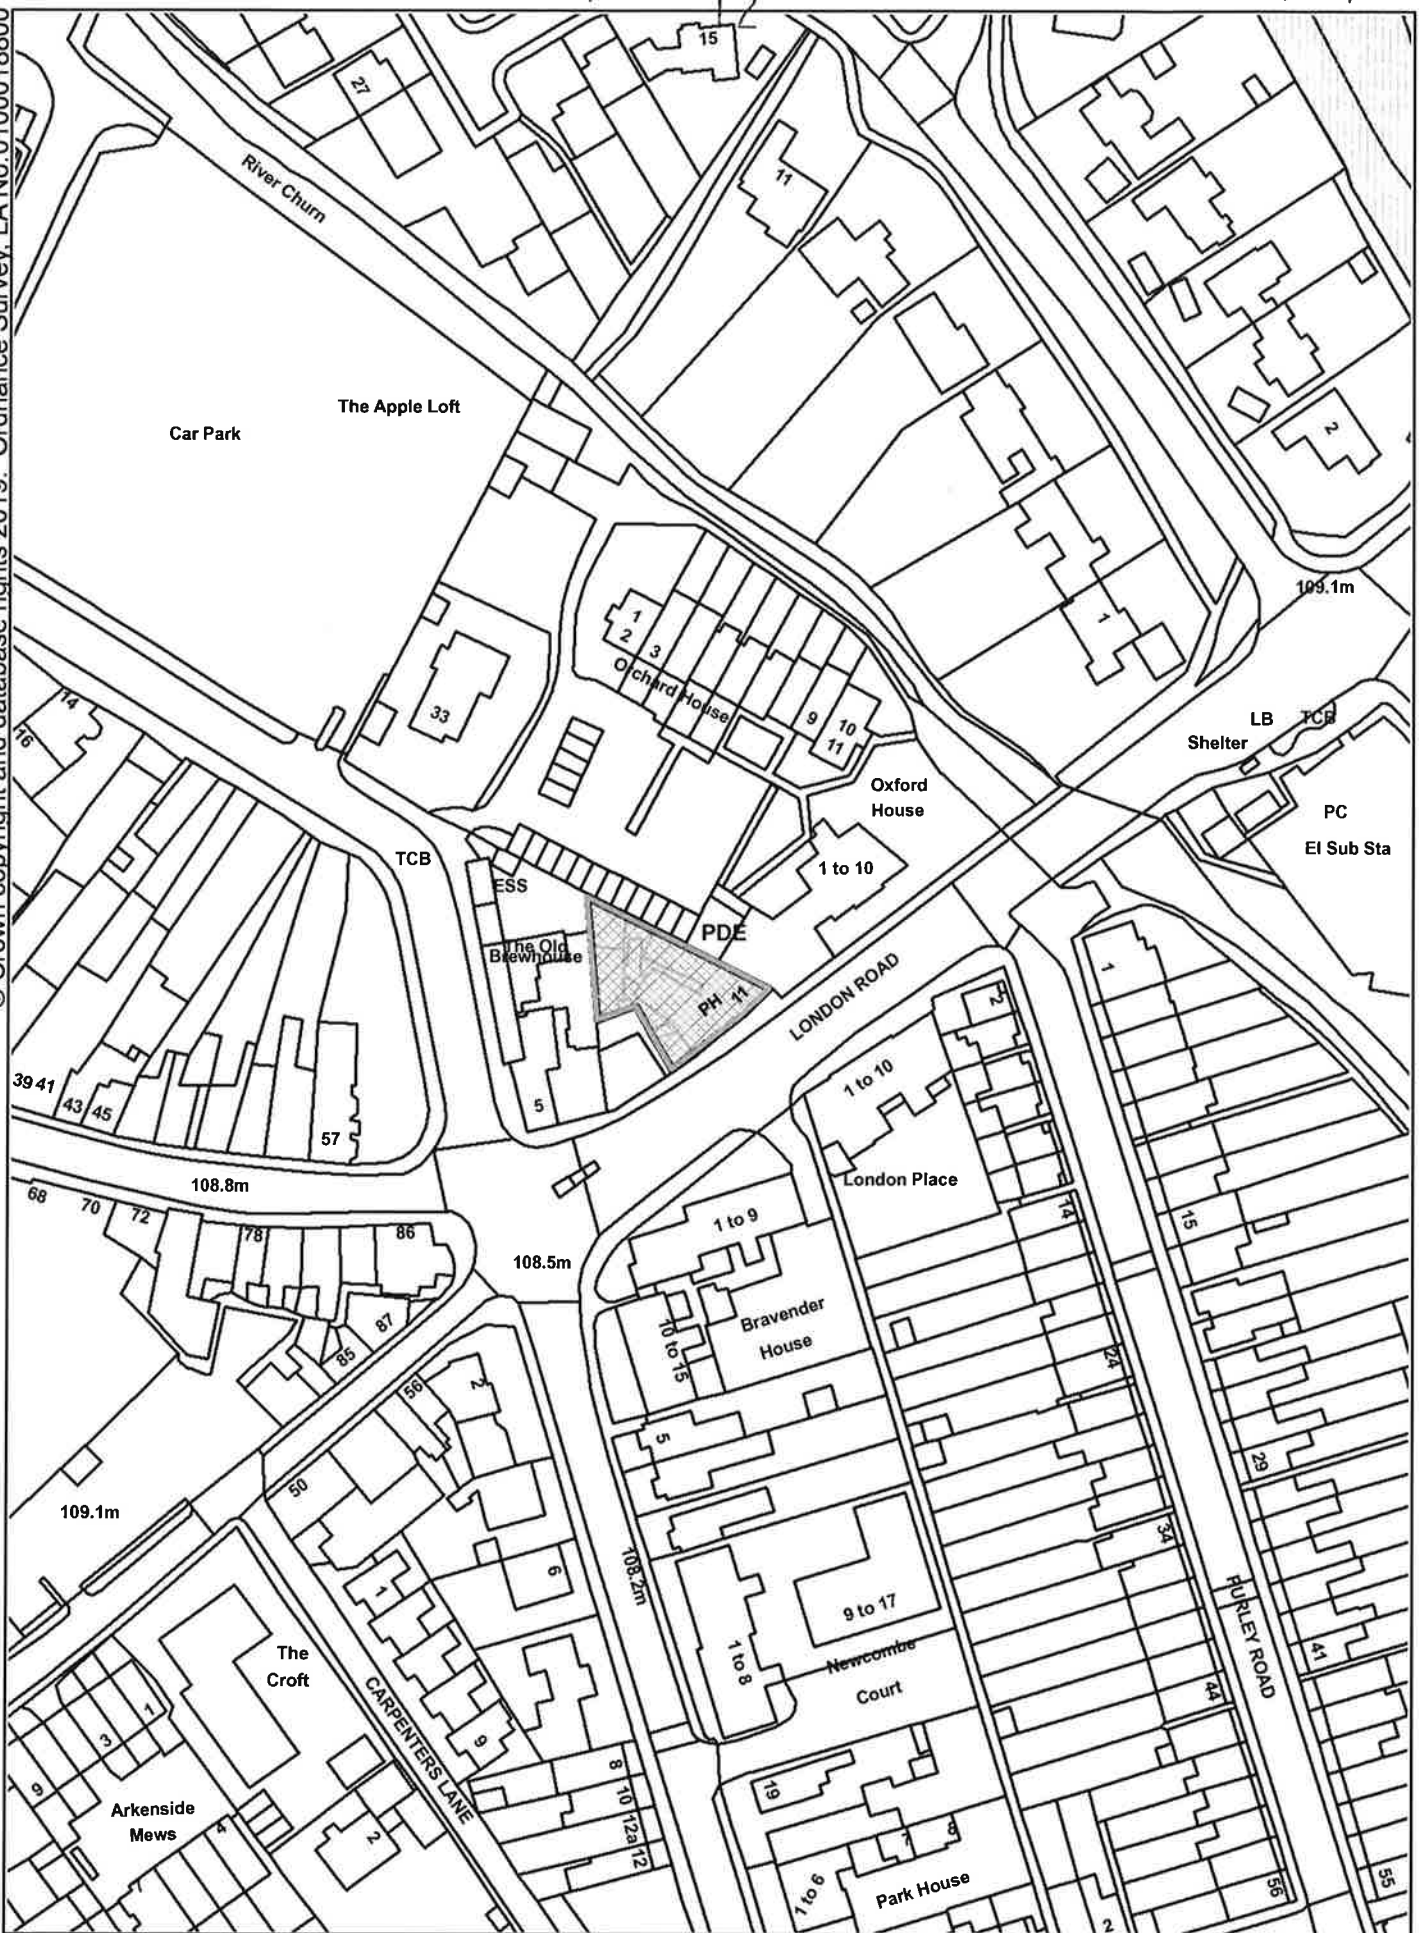 15
27
River Churn
11
The Apple Loft
Car Park
2
109.1m
1
2
3
Orchard House
9
10
11
1
33
14
16
LB
TCB
Shelter
Oxford
House
PC
El Sub Sta
1 to 10
TCB
ESS
PDE
The Old
Brewhouse
PH
11
LONDON ROAD
1
2
1 to 10
39 41
43
45
57
5
108.8m
London Place
68
70
72
78
86
1 to 9
14
15
108.5m
Bravender
House
10 to 15
87
85
24
56
2
5
29
50
109.1m
34
108.2m
6
1
9 to 17
1 to 8
Newcombe
Court
PURLEY ROAD
41
44
The
Croft
CARPENTERS LANE
1
3
9
9
Arkenside
Mews
4
2
8
10
12a
12
19
7
8
1 to 6
Park House
56
55
2